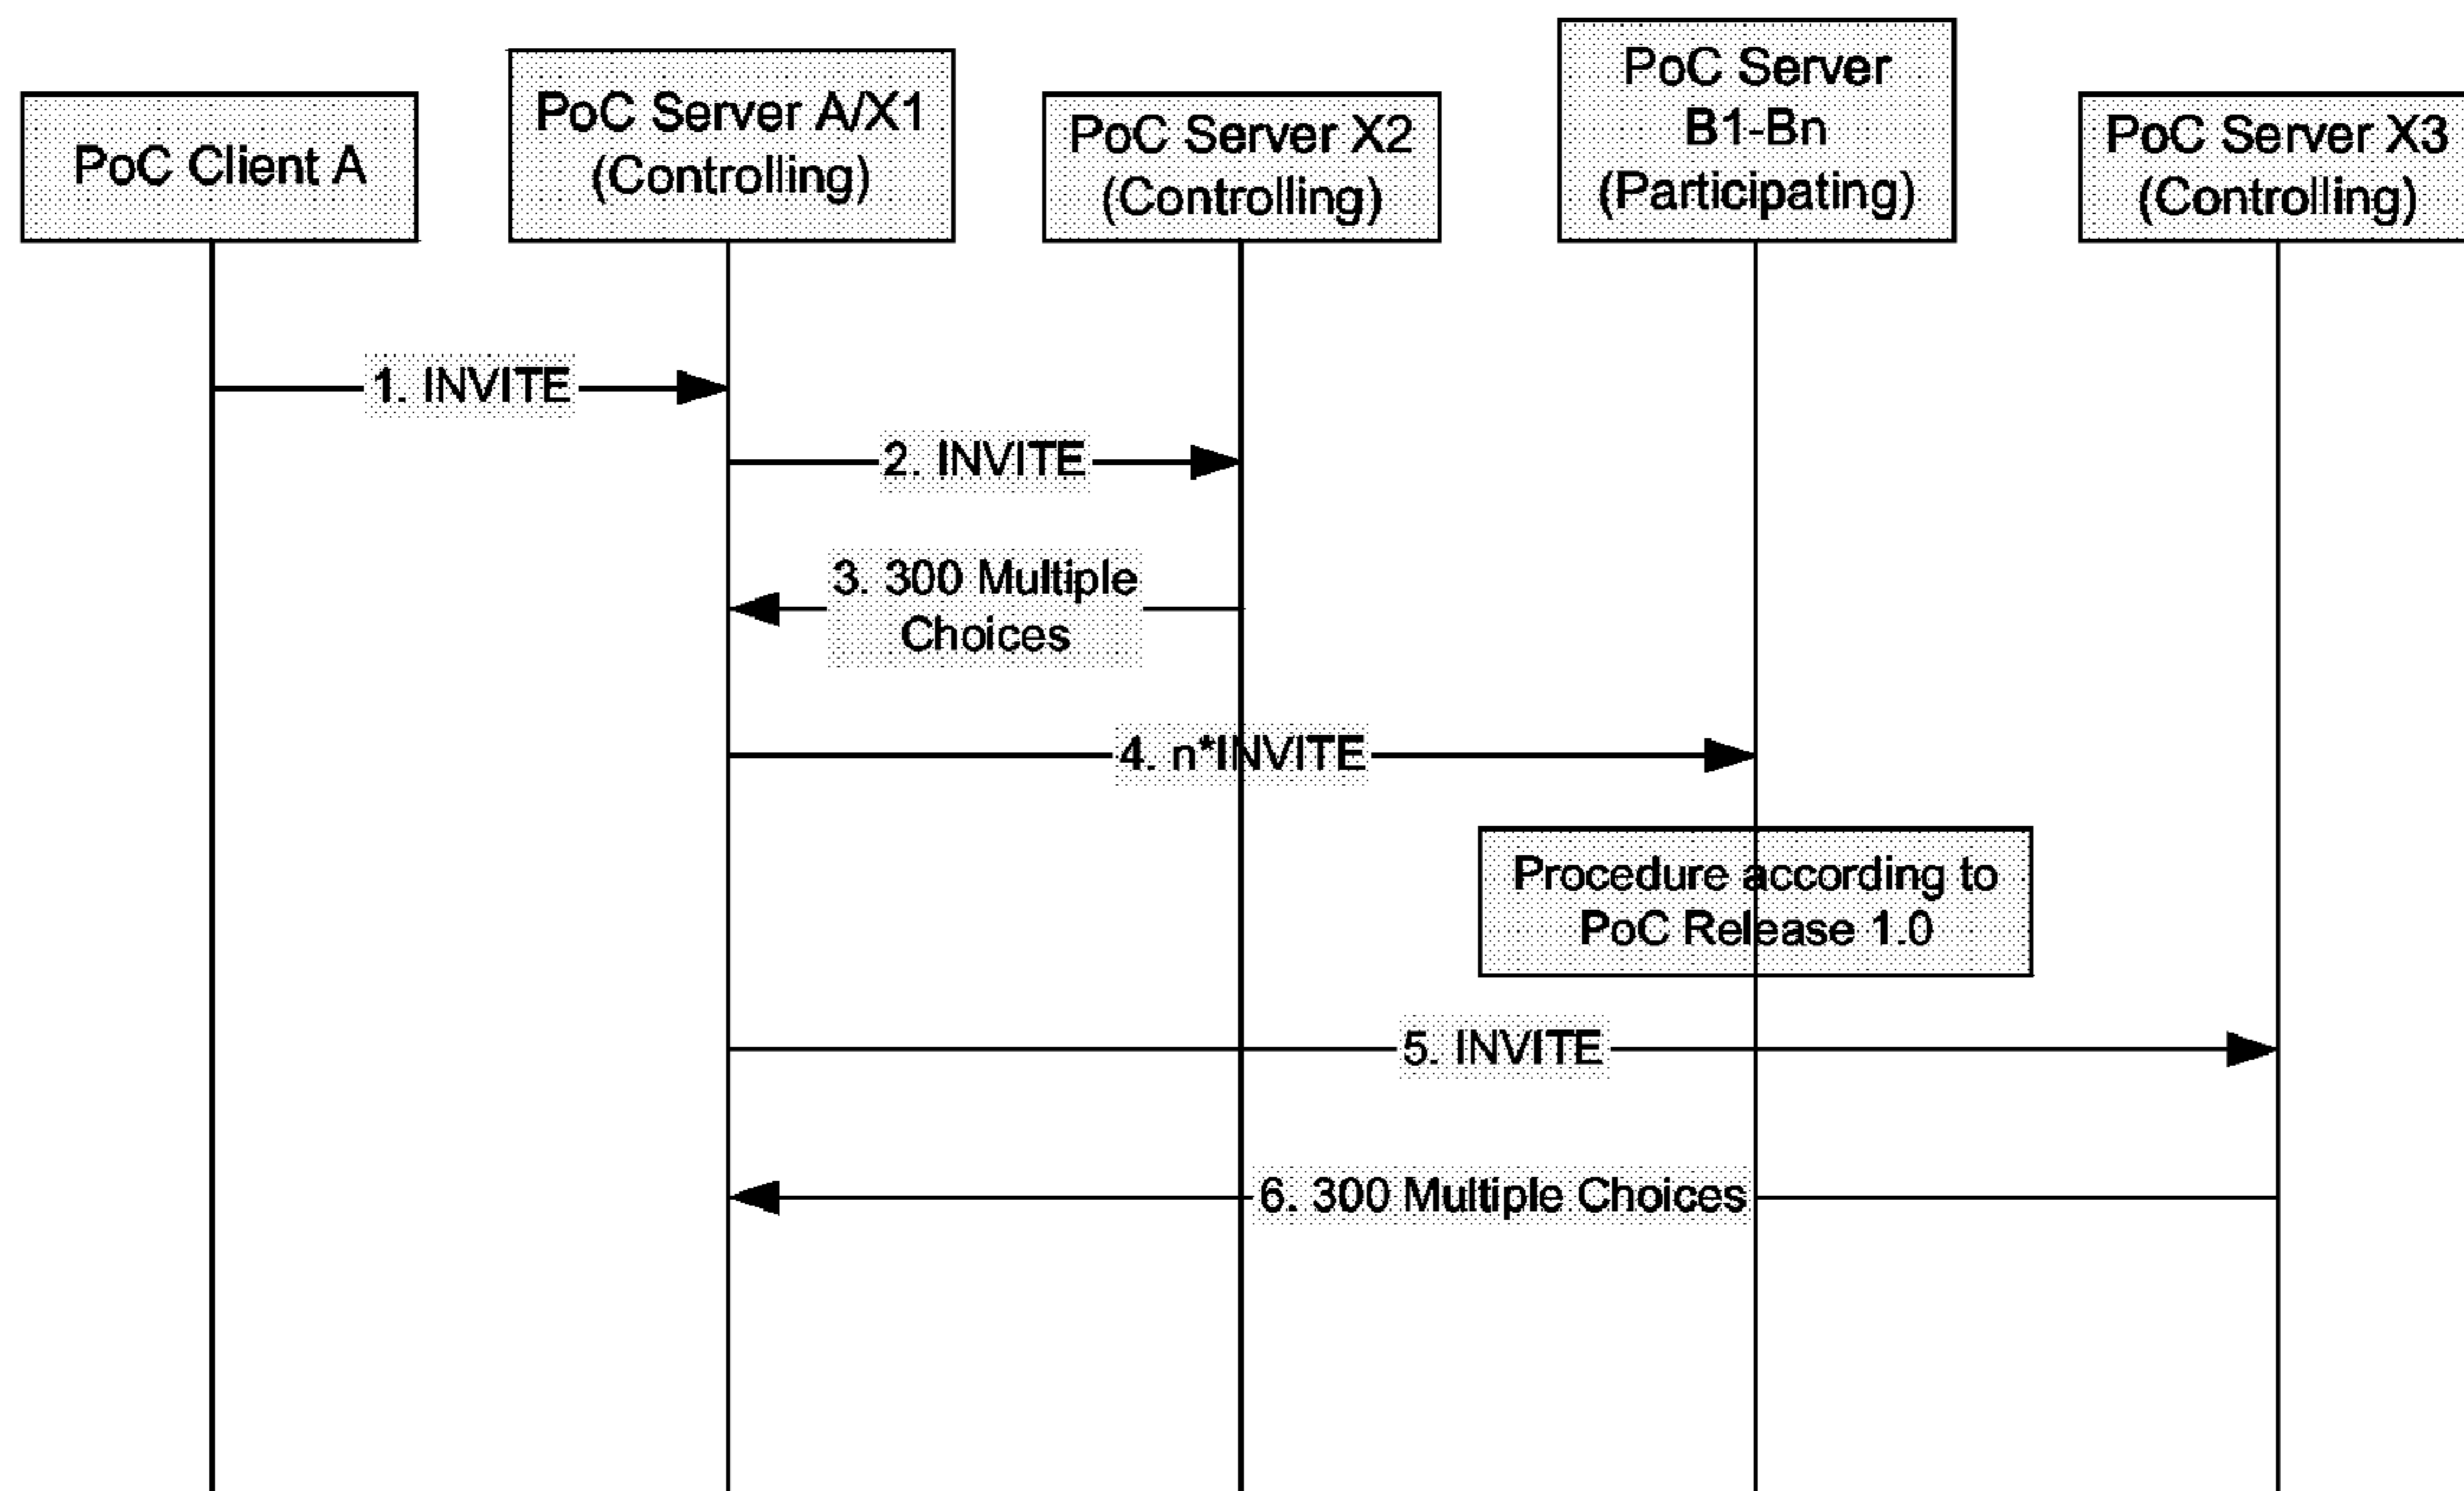 PoC Client A
PoC Server A/X1
(Controlling)
PoC Server X2
(Controlling)
PoC Server
B1-Bn
(Participating)
PoC Server X3
(Controlling)
1. INVITE
2. INVITE
3. 300 Multiple
Choices
4. n*INVITE
Procedure according to
PoC Release 1.0
5. INVITE
6. 300 Multiple Choices